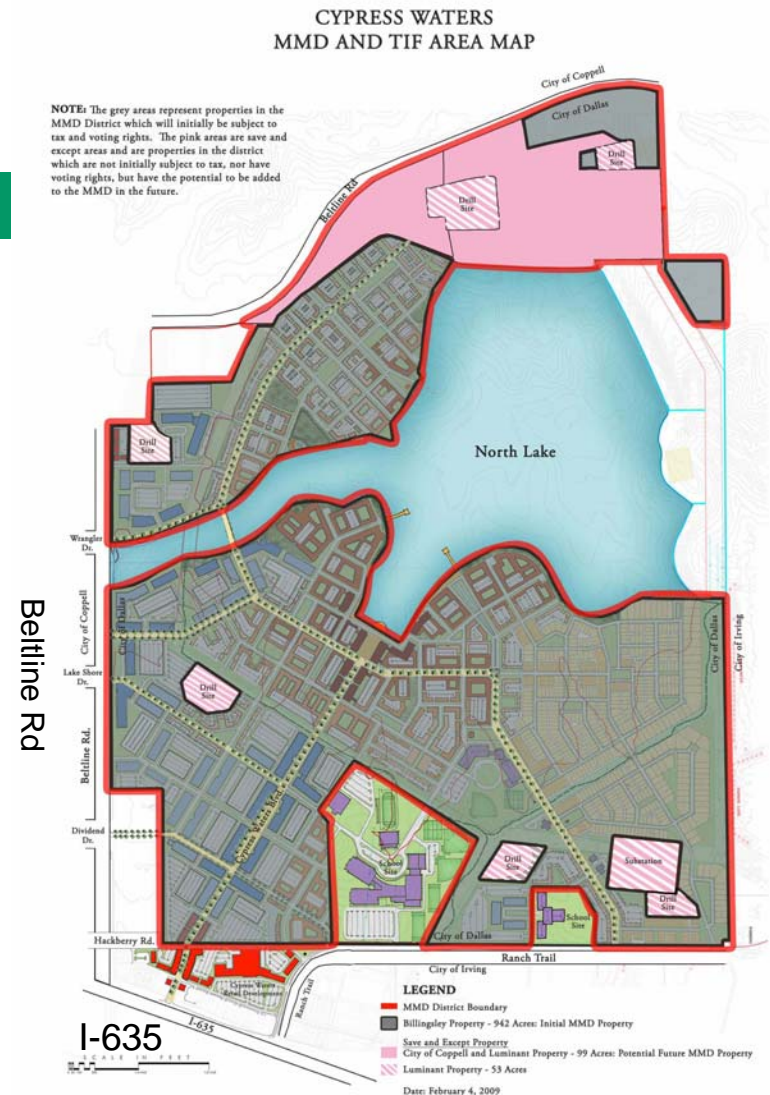 CYPRESS WATERS
MMD AND TIF AREA MAP
NOTE: The grey areas represent properties in the
MMD District which will initially be subject to
tax and voting rights. The pink areas are save and
except areas and are properties in the district
which are not initially subject to tax, nor have
voting rights, but have the potential to be added
to the MMD in the future.
City of Coppell
City of Dallas
Drill
Site
Beltline Rd
Drill
Site
Drill
Site
North Lake
Wrangler
Dr.
City of Coppell
City of Dallas
Beltline Rd
Lake Shore
Dr.
Drill
Site
City of Dallas
City of Irving
Beltline Rd.
Cypress Waters Blvd.
Dividend
Dr.
School
Site
Drill
Site
Substation
Drill
Site
School
Site
Hackberry Rd.
City of Dallas
Ranch Trail
City of Irving
Cypress Waters
Retail Development
Ranch Trail
I-635
I-635
SCALE IN FEET
LEGEND
MMD District Boundary
Billingsley Property - 942 Acres: Initial MMD Property
Save and Except Property
City of Coppell and Luminant Property - 99 Acres: Potential Future MMD Property
Luminant Property - 53 Acres
Date: February 4, 2009